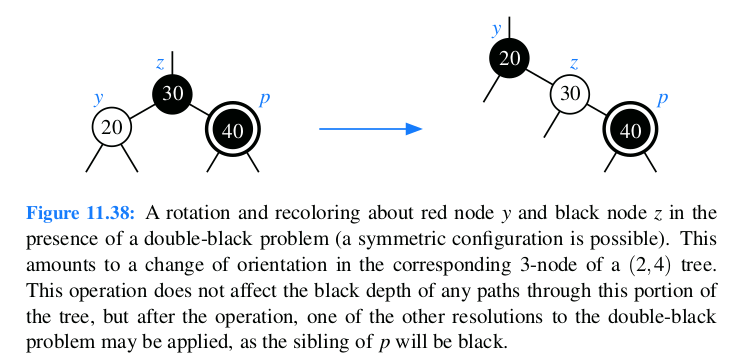 y
20
z
30
p
40
y
20
z
30
p
40
Figure 11.38: A rotation and recoloring about red node y and black node z in the
presence of a double-black problem (a symmetric configuration is possible). This
amounts to a change of orientation in the corresponding 3-node of a (2,4) tree.
This operation does not affect the black depth of any paths through this portion of
the tree, but after the operation, one of the other resolutions to the double-black
problem may be applied, as the sibling of p will be black.